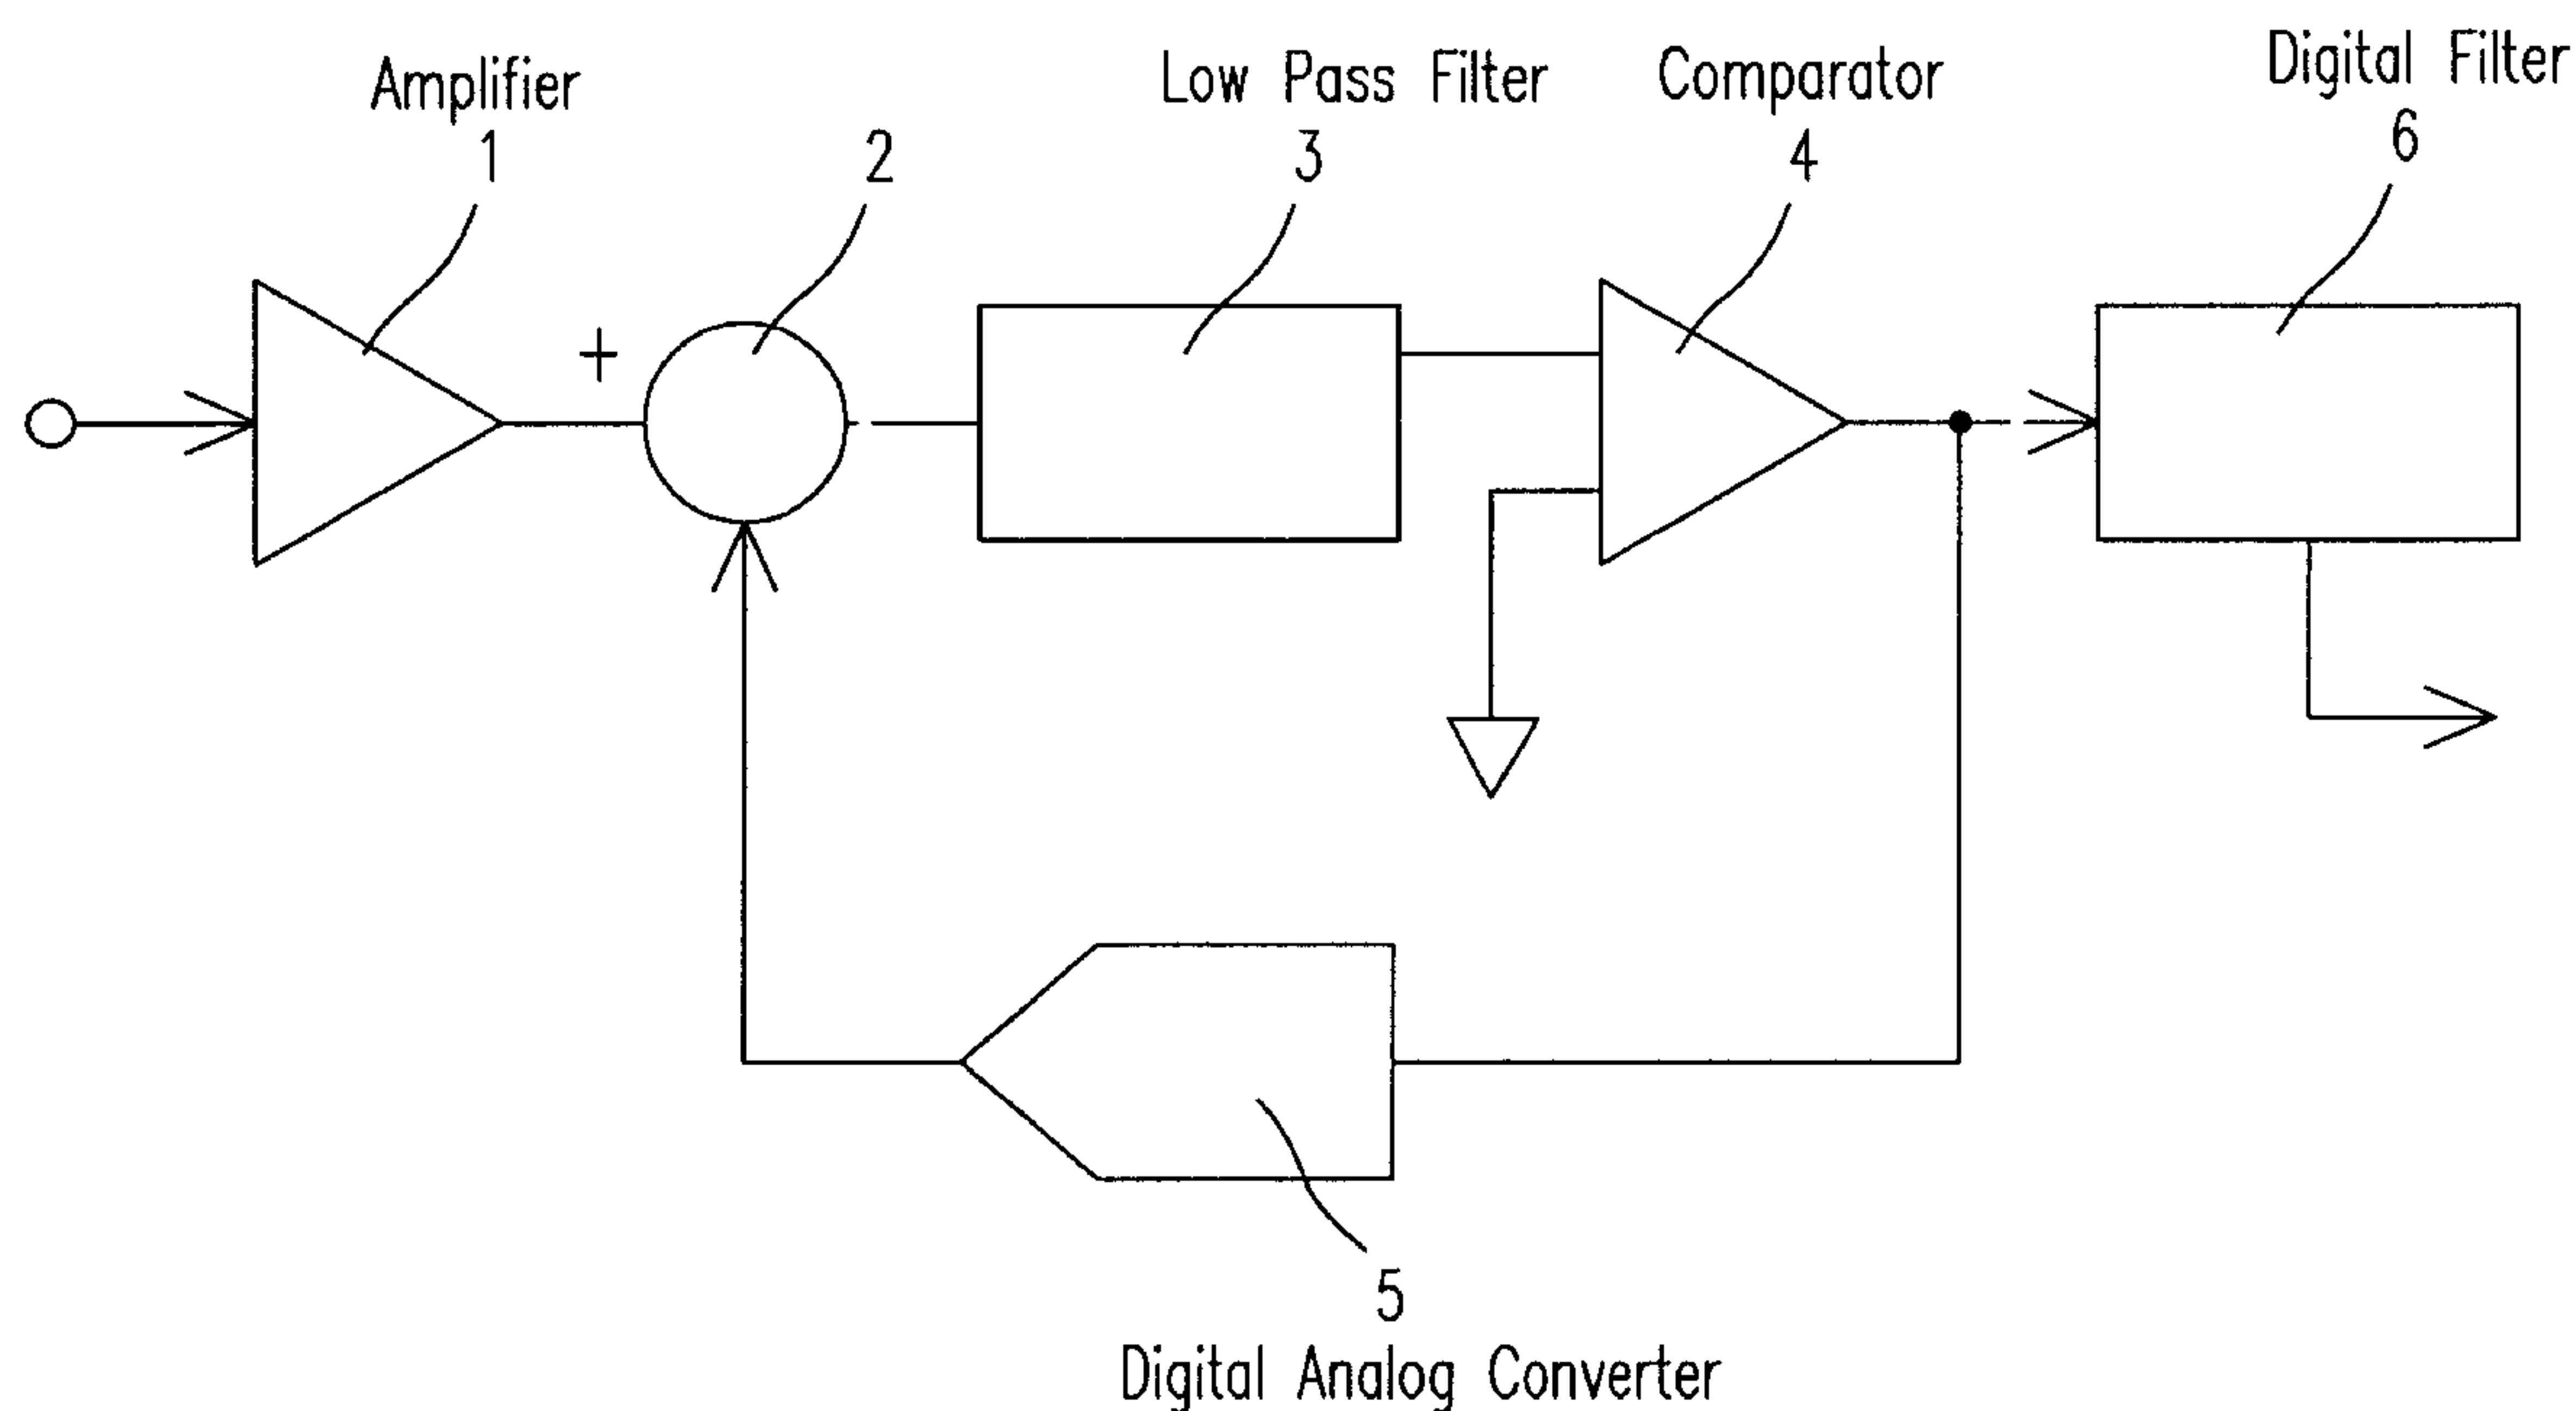 Amplifier
1
2
Low Pass Filter
3
Comparator
4
Digital Filter
6
+
5
Digital Analog Converter